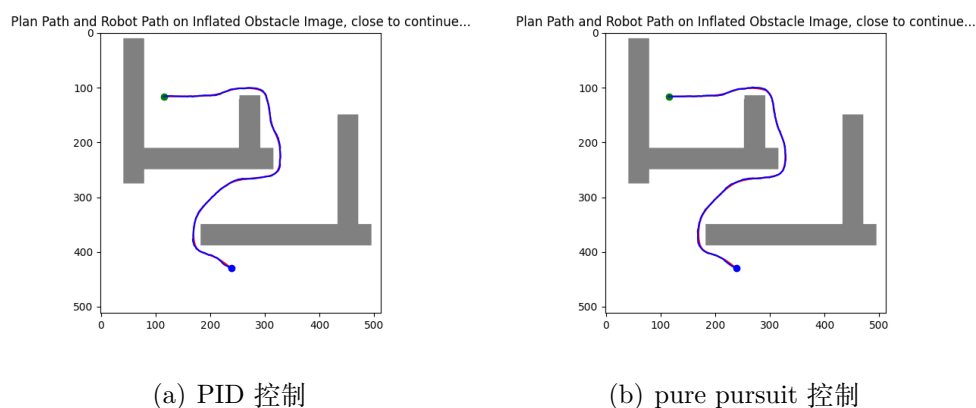 Plan Path and Robot Path on Inflated Obstacle Image, close to continue...
0
100
200
300
400
500
0 100 200 300 400 500
(a) PID 控制
Plan Path and Robot Path on Inflated Obstacle Image, close to continue...
0
100
200
300
400
500
0 100 200 300 400 500
(b) pure pursuit 控制